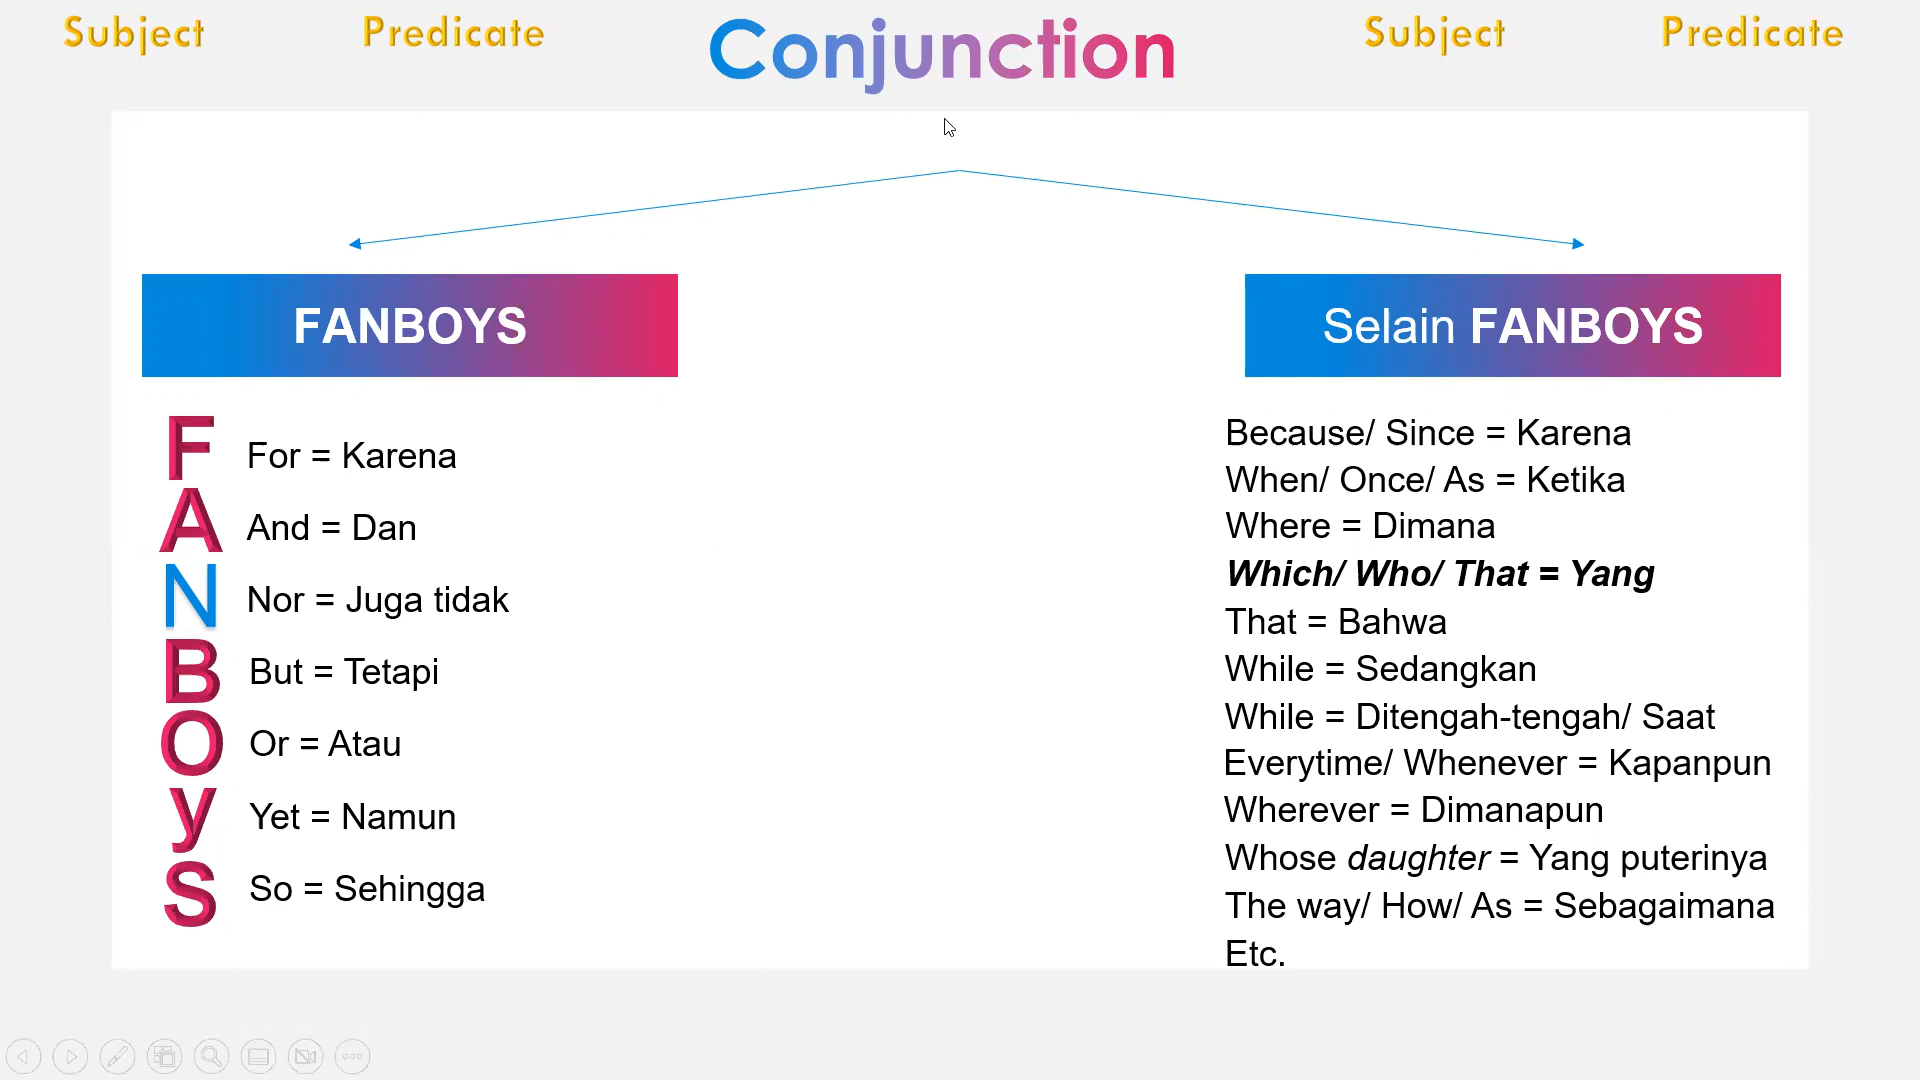 Subject Predicate Conjunction Subject Predicate
FANBOYS
F For = Karena
A And = Dan
N Nor = Juga tidak
B But = Tetapi
O Or = Atau
y Yet = Namun
S So = Sehingga
Selain FANBOYS
Because/ Since = Karena
When/ Once/ As = Ketika
Where = Dimana
Which/ Who/ That = Yang
That = Bahwa
While = Sedangkan
While = Ditengah-tengah/ Saat
Everytime/ Whenever = Kapanpun
Wherever = Dimanapun
Whose daughter = Yang puterinya
The way/ How/ As = Sebagaimana
Etc.